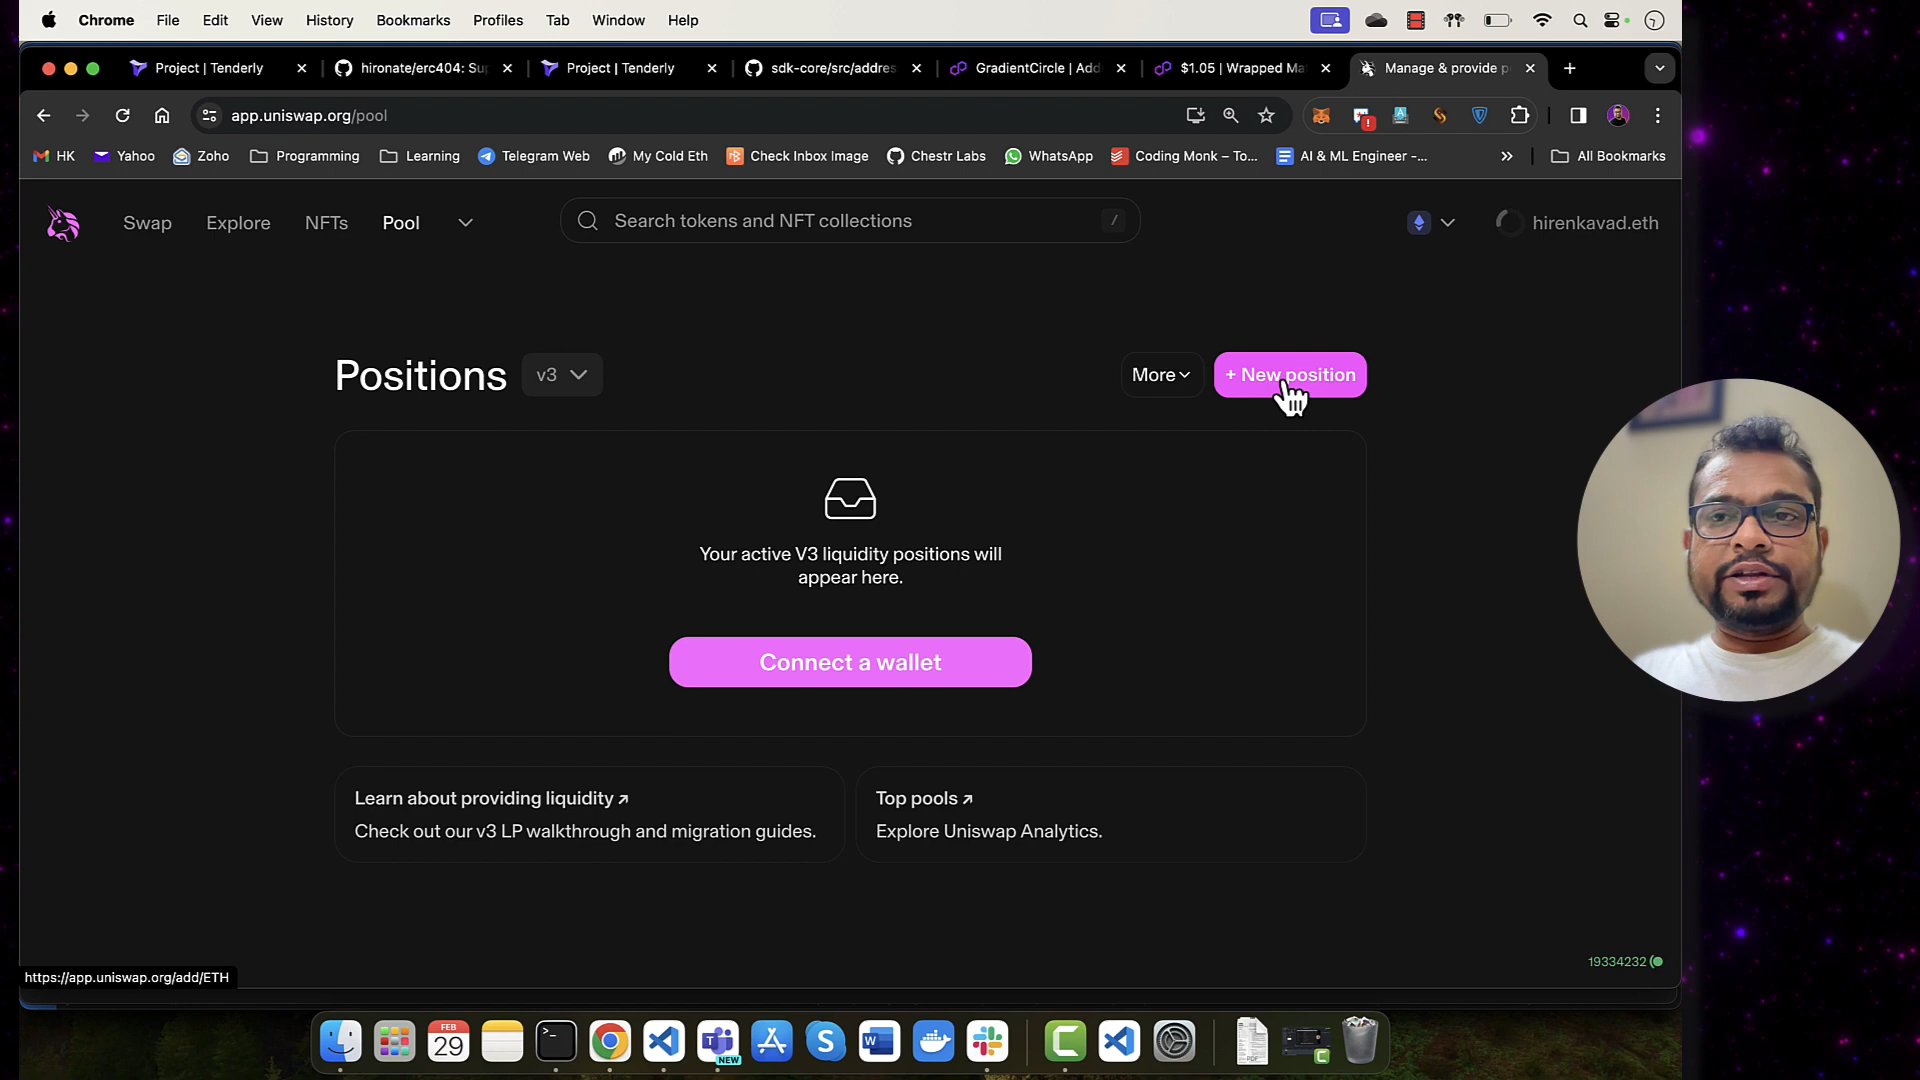 Chrome File Edit View History Bookmarks Profiles Tab Window Help
Project | Tenderly
hironate/erc404: Su
Project | Tenderly
sdk-core/src/addres
GradientCircle | Add
$1.05 | Wrapped Ma
Manage & provide p
app.uniswap.org/pool
HK Yahoo Zoho Programming Learning Telegram Web My Cold Eth Check Inbox Image Chestr Labs WhatsApp Coding Monk – To... AI & ML Engineer -... » All Bookmarks
Swap Explore NFTs Pool Search tokens and NFT collections / hirenkavad.eth
Positions v3 More + New position
Your active V3 liquidity positions will
appear here.
Connect a wallet
Learn about providing liquidity ↗
Check out our v3 LP walkthrough and migration guides.
Top pools ↗
Explore Uniswap Analytics.
19334232
https://app.uniswap.org/add/ETH
FEB
29
NEW
PDF